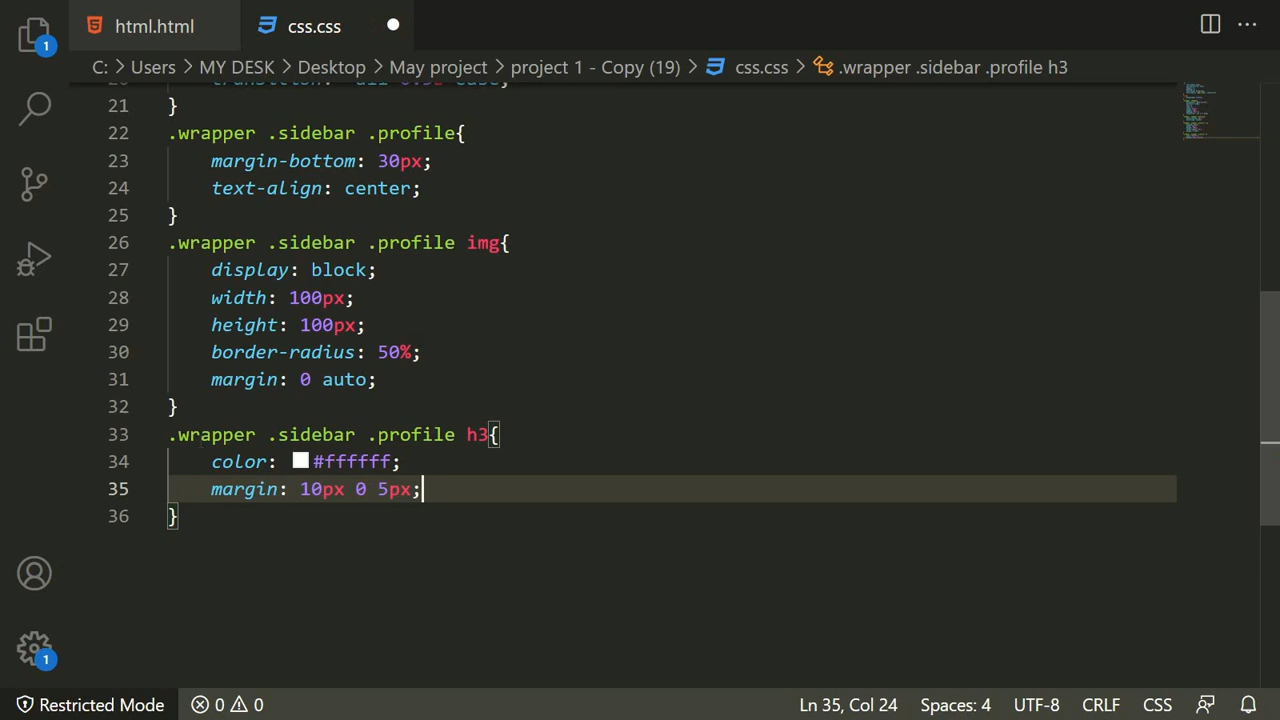 html.html css.css
C: > Users > MY DESK > Desktop > May project > project 1 - Copy (19) > css.css > .wrapper .sidebar .profile h3
21 }
22 .wrapper .sidebar .profile{
23 margin-bottom: 30px;
24 text-align: center;
25 }
26 .wrapper .sidebar .profile img{
27 display: block;
28 width: 100px;
29 height: 100px;
30 border-radius: 50%;
31 margin: 0 auto;
32 }
33 .wrapper .sidebar .profile h3{
34 color: #ffffff;
35 margin: 10px 0 5px;
36 }
1
1
Restricted Mode 0 0 Ln 35, Col 24 Spaces: 4 UTF-8 CRLF CSS